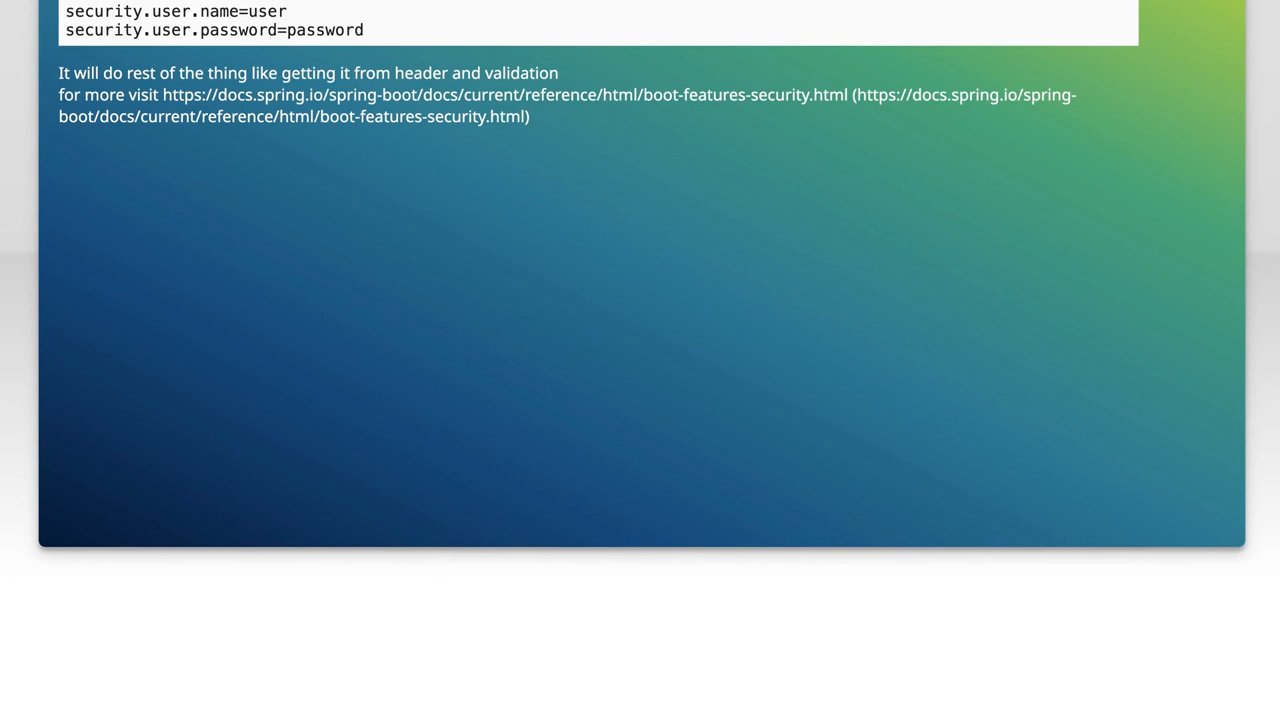 security.user.name=user
security.user.password=password
It will do rest of the thing like getting it from header and validation
for more visit https://docs.spring.io/spring-boot/docs/current/reference/html/boot-features-security.html (https://docs.spring.io/spring-
boot/docs/current/reference/html/boot-features-security.html)